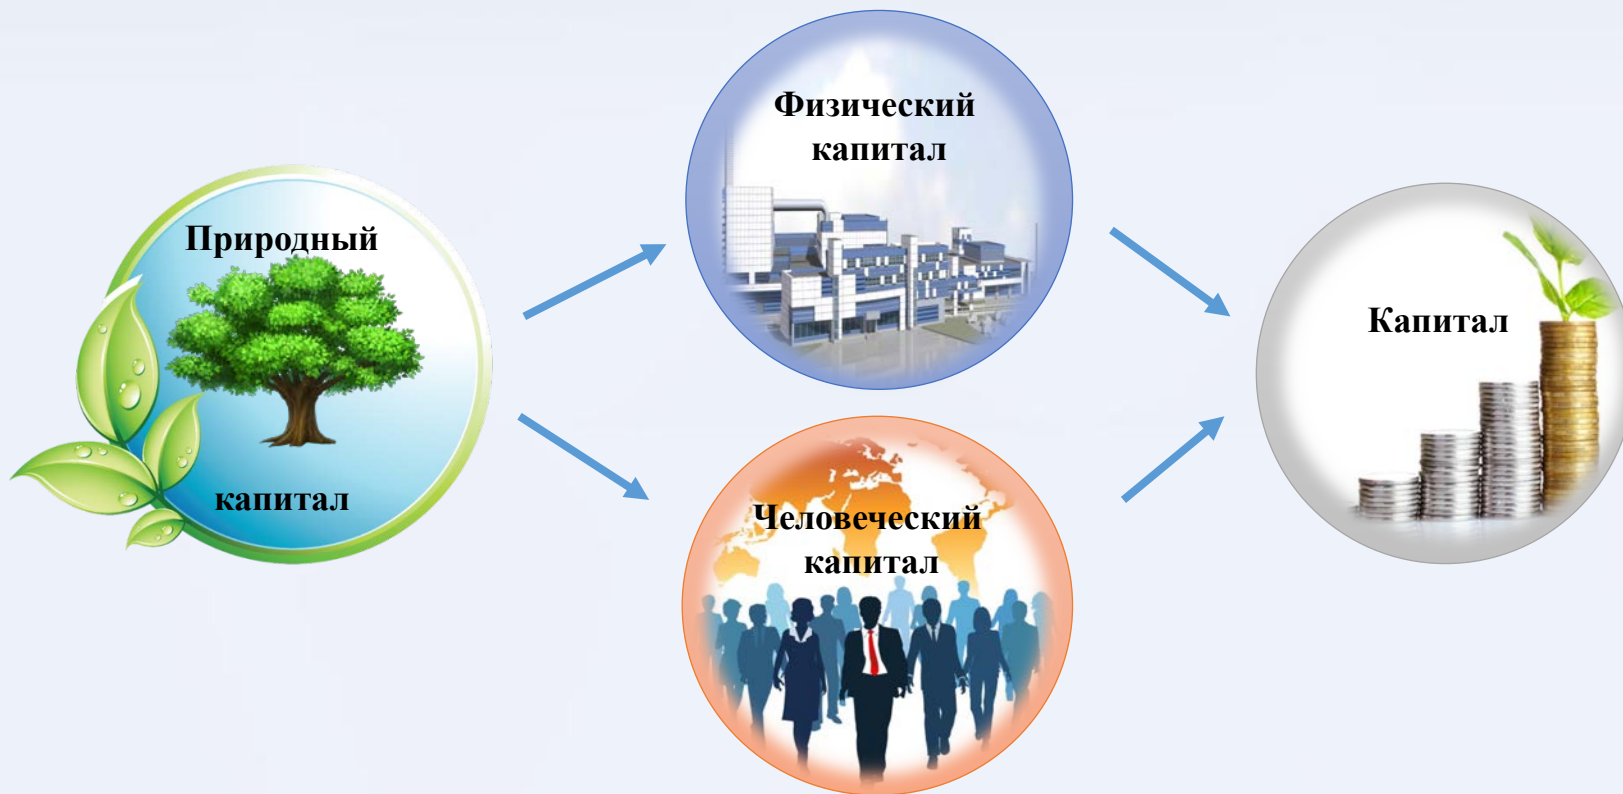 Природный
капитал
Физический
капитал
Человеческий
капитал
Капитал